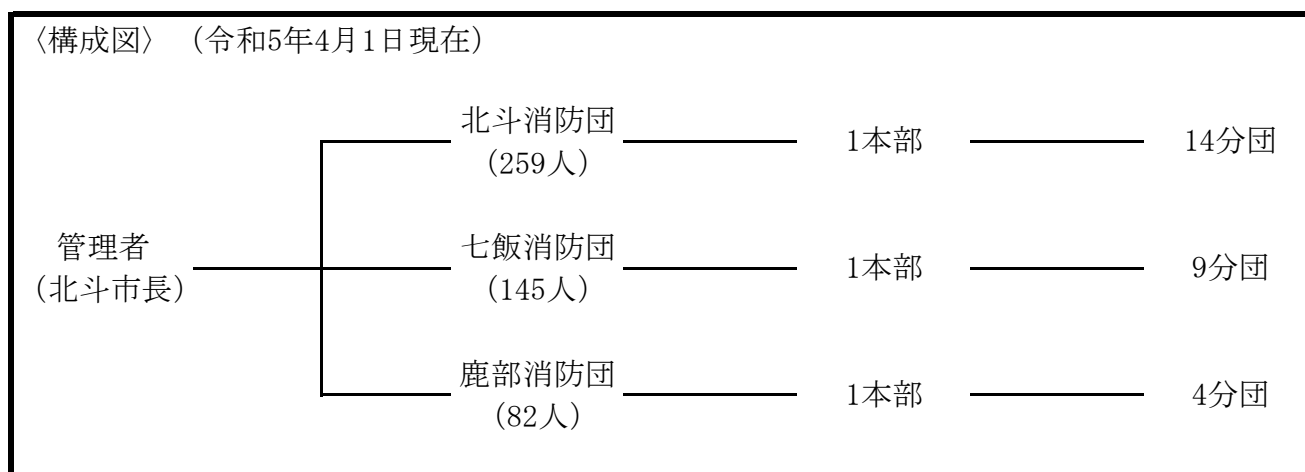 〈構成図〉（令和5年4月1日現在）
北斗消防団
（259人）
1本部
14分団
管理者
（北斗市長）
七飯消防団
（145人）
1本部
9分団
鹿部消防団
（82人）
1本部
4分団